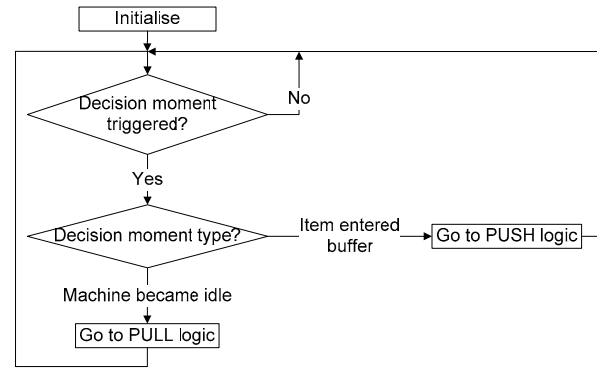 Initialise
Decision moment
triggered?
No
Yes
Decision moment type?
Item entered
buffer
Go to PUSH logic
Machine became idle
Go to PULL logic